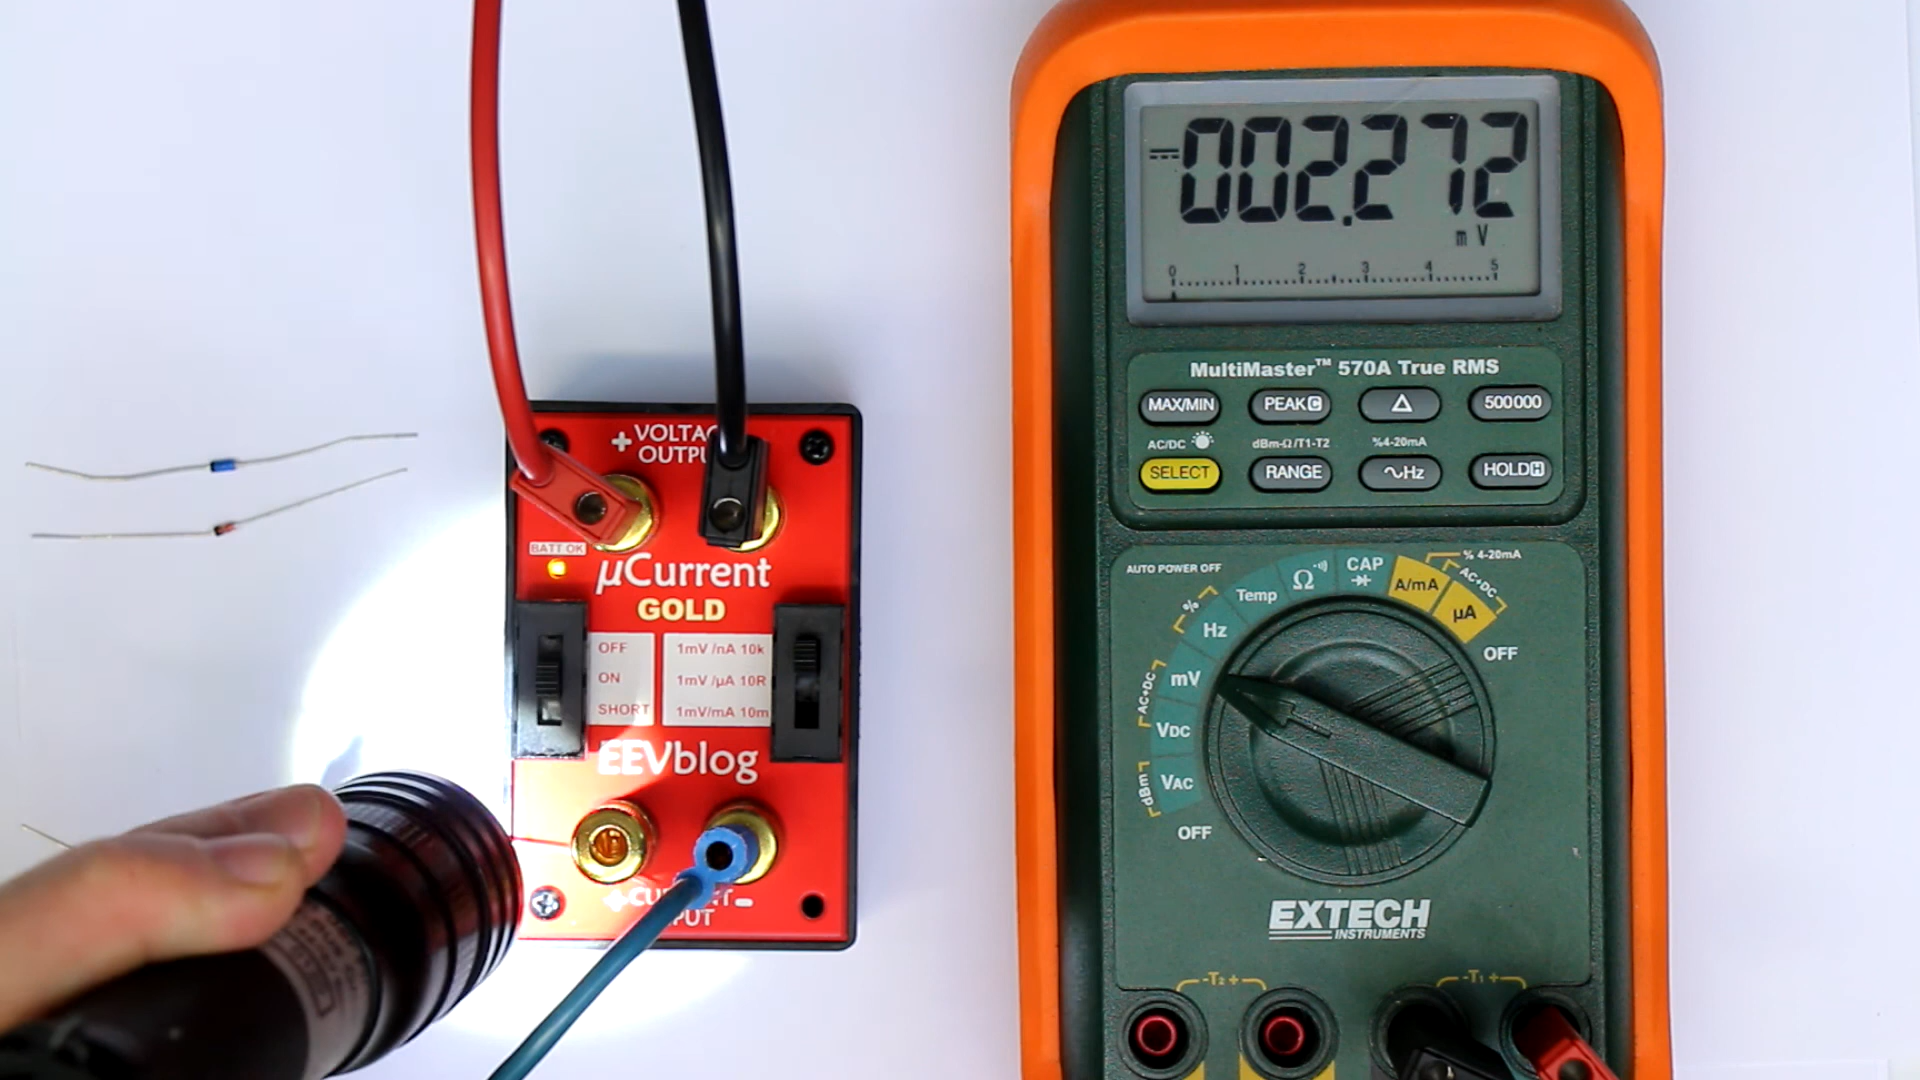 002.272
mV
0 1 2 3 4 5
MultiMaster™ 570A True RMS
MAX/MIN PEAK C Δ 500000
AC/DC dBm-Ω/T1-T2 %4-20mA
SELECT RANGE ~Hz HOLD H
AUTO POWER OFF
% 4-20mA
AC+DC
OFF
VAC
dBm
VDC
mV
AC+DC
Hz
%
Temp
Ω
CAP
A/mA
µA
OFF
EXTECH
INSTRUMENTS
-T2+
-T1+
+VOLTA
OUTPU
BATT OK
µCurrent
GOLD
OFF
ON
SHORT
1mV/nA 10k
1mV/µA 10R
1mV/mA 10m
EEVblog